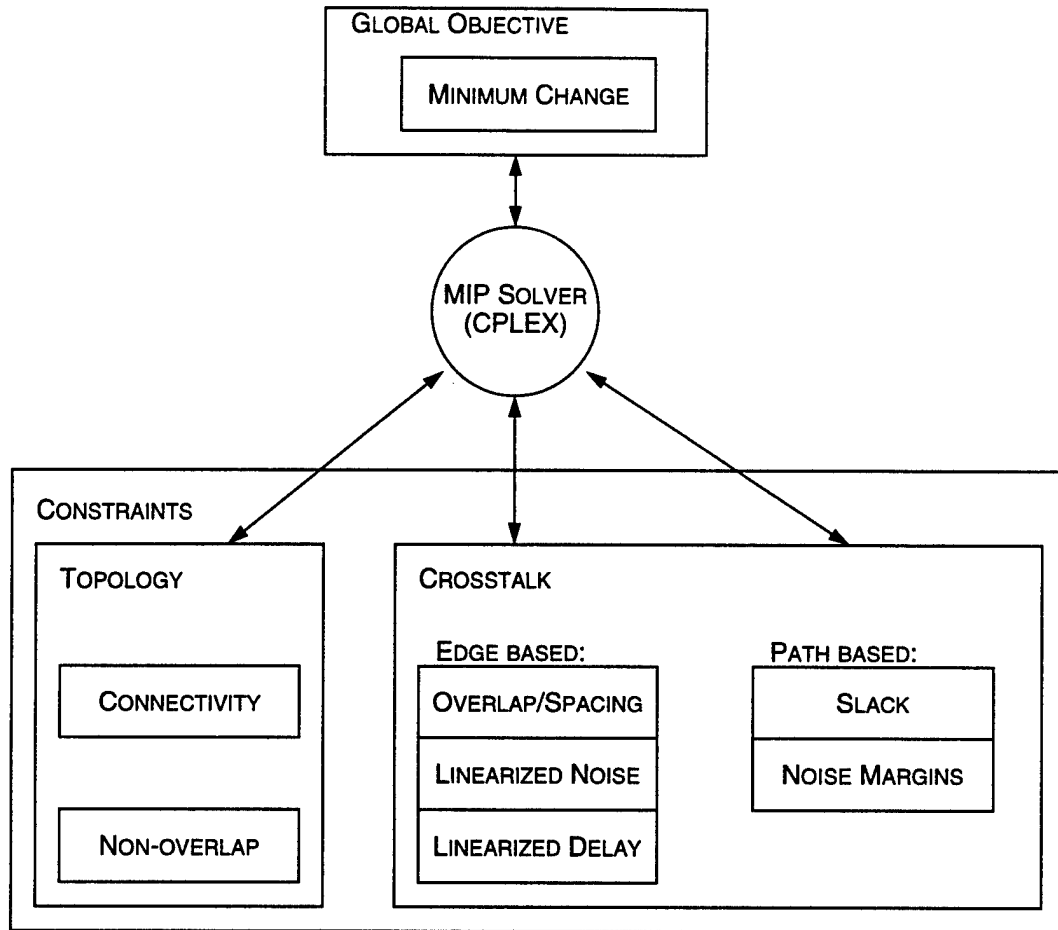 GLOBAL OBJECTIVE
MINIMUM CHANGE
MIP SOLVER
(CPLEX)
CONSTRAINTS
TOPOLOGY
CONNECTIVITY
NON-OVERLAP
CROSSTALK
EDGE BASED:
OVERLAP/SPACING
LINEARIZED NOISE
LINEARIZED DELAY
PATH BASED:
SLACK
NOISE MARGINS